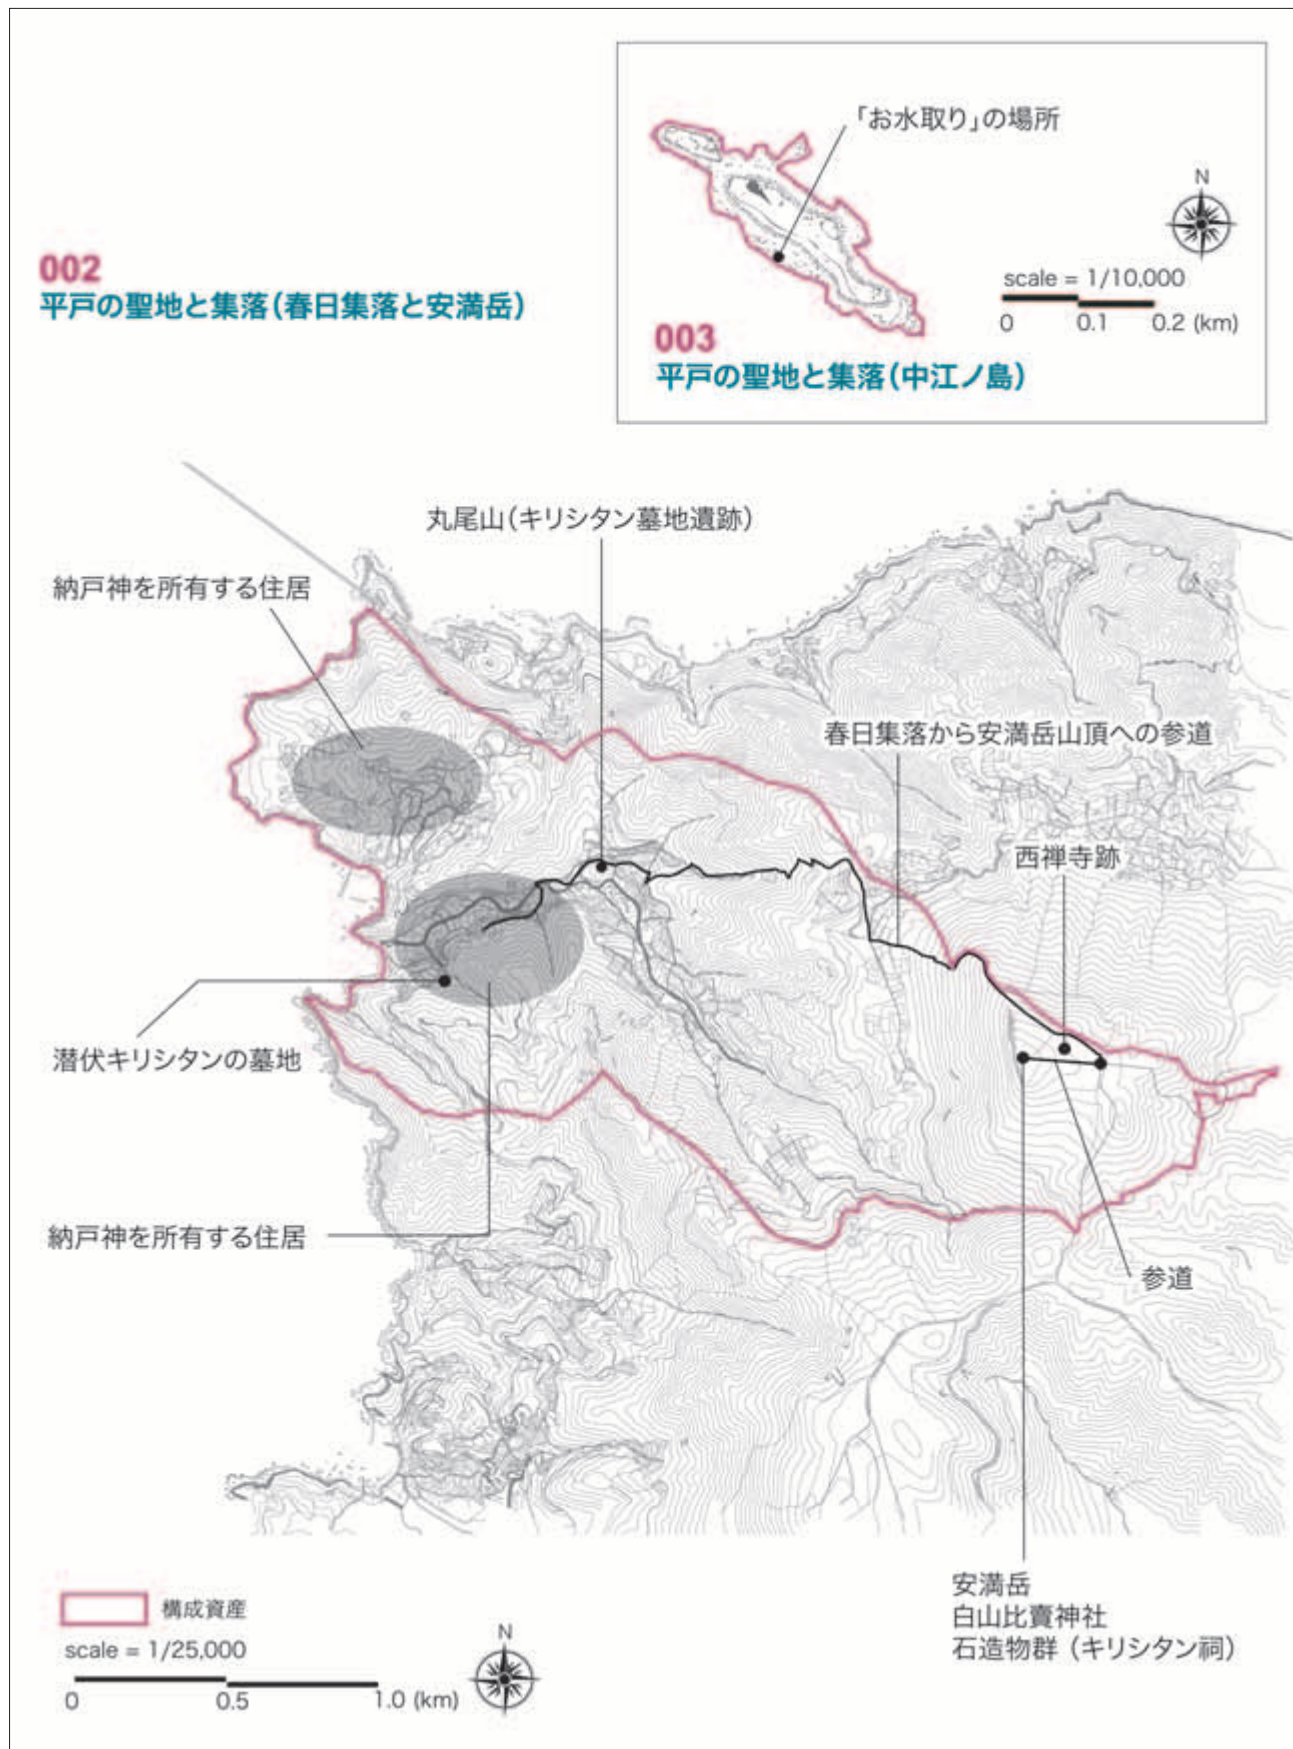 「お水取り」の場所
N
scale = 1/10,000
0 0.1 0.2 (km)
003
平戸の聖地と集落(中江ノ島)
002
平戸の聖地と集落(春日集落と安満岳)
丸尾山(キリシタン墓地遺跡)
納戸神を所有する住居
春日集落から安満岳山頂への参道
西禅寺跡
潜伏キリシタンの墓地
納戸神を所有する住居
参道
安満岳
白山比賣神社
石造物群(キリシタン祠)
構成資産
scale = 1/25,000
0 0.5 1.0 (km)
N